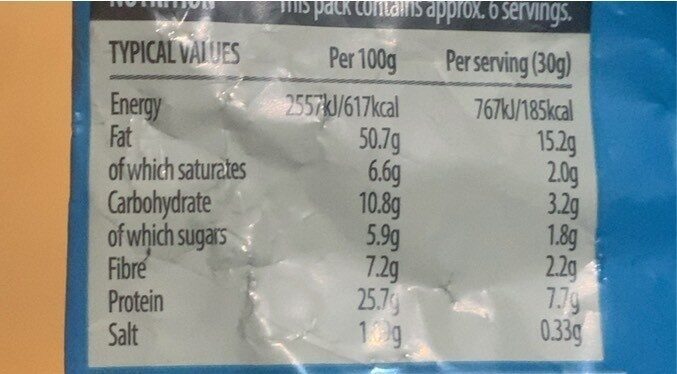 NUTRITION This pack contains approx. 6 servings.
TYPICAL VALUES Per 100g Per serving (30g)
Energy 2557kJ/617kcal 767kJ/185kcal
Fat 50.7g 15.2g
of which saturates 6.6g 2.0g
Carbohydrate 10.8g 3.2g
of which sugars 5.9g 1.8g
Fibre 7.2g 2.2g
Protein 25.7g 7.7g
Salt 0.33g